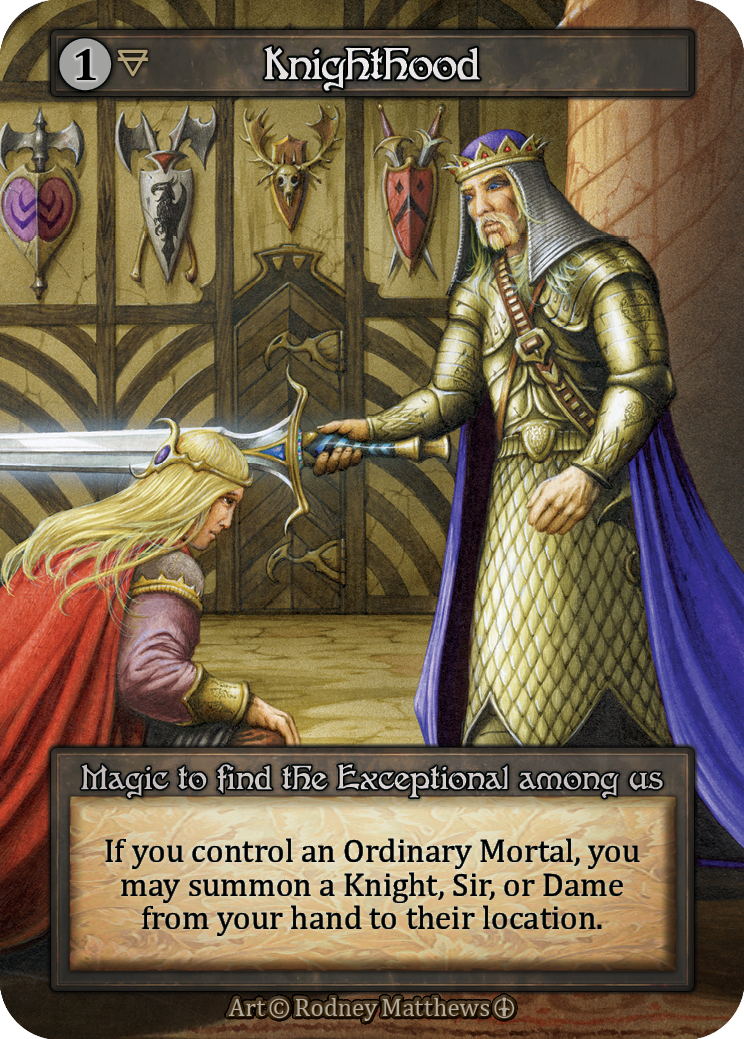 1 Knighthood
Magic to find the Exceptional among us
If you control an Ordinary Mortal, you
may summon a Knight, Sir, or Dame
from your hand to their location.
Art © Rodney Matthews